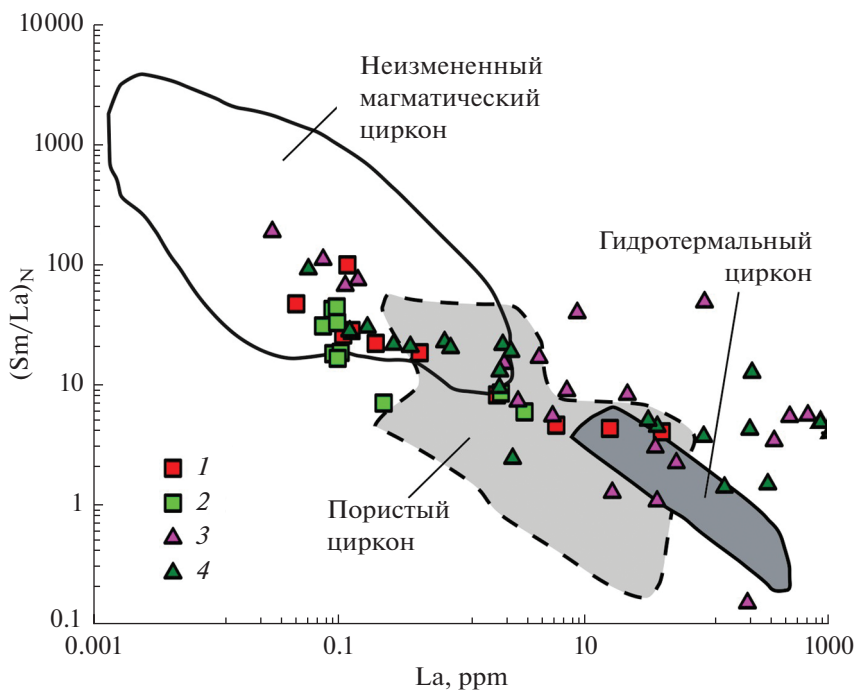 10000
Неизмененный
магматический
циркон
1000
Гидротермальный
циркон
100
(Sm/La)N
10
1
2
Пористый
циркон
3
4
1
0.1
0.001
0.1
10
1000
La, ppm